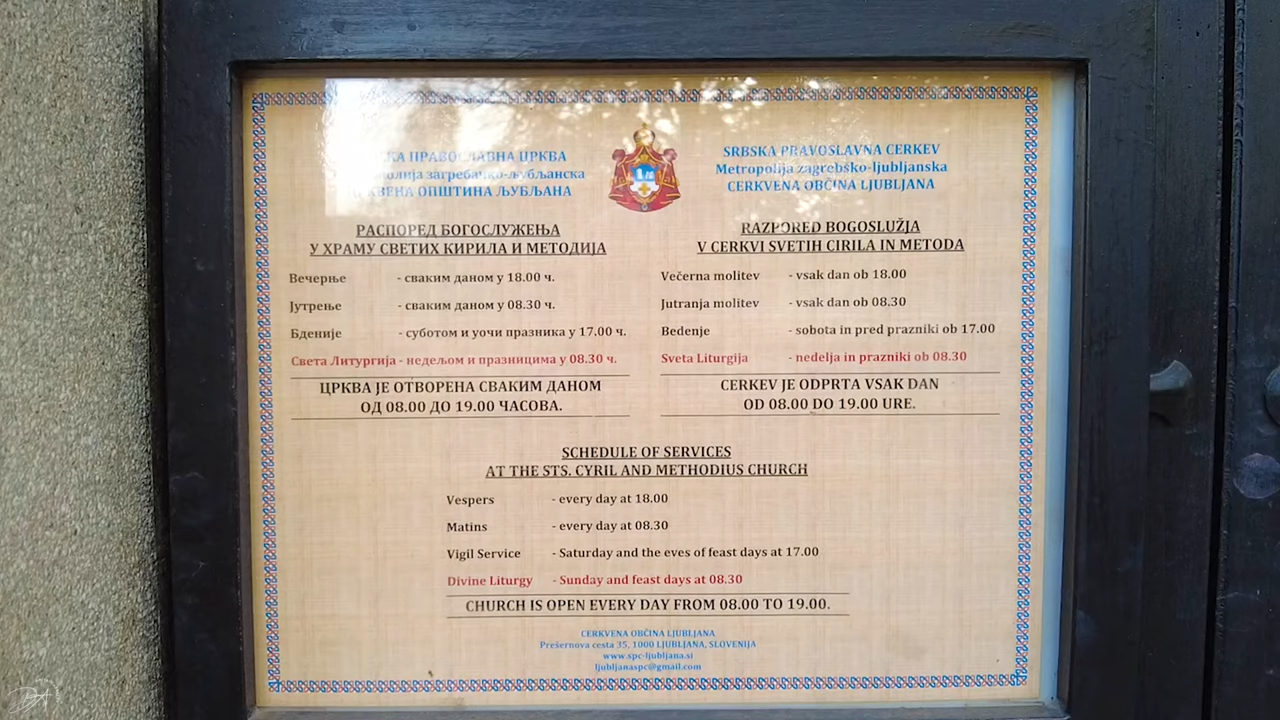 ПРАВОСЛАВНА ЦРКВА
загребачко-љубљанска
ОПШТИНА ЉУБЉАНА
SRBSKA PRAVOSLAVNA CERKEV
Metropolija zagrebško-ljubljanska
CERKVENA OBČINA LJUBLJANA
РАСПОРЕД БОГОСЛУЖЕЊА
У ХРАМУ СВЕТИХ КИРИЛА И МЕТОДИЈА
Вечерње - сваким даном у 18.00 ч.
Јутрење - сваким даном у 08.30 ч.
Бденије - суботом и уочи празника у 17.00 ч.
Света Литургија - недељом и празницима у 08.30 ч.
ЦРКВА ЈЕ ОТВОРЕНА СВАКИМ ДАНОМ
ОД 08.00 ДО 19.00 ЧАСОВА.
RAZPORED BOGOSLUŽJA
V CERKVI SVETIH CIRILA IN METODA
Večerna molitev - vsak dan ob 18.00
Jutranja molitev - vsak dan ob 08.30
Bedenje - sobota in pred prazniki ob 17.00
Sveta Liturgija - nedelja in prazniki ob 08.30
CERKEV JE ODPRTA VSAK DAN
OD 08.00 DO 19.00 URE.
SCHEDULE OF SERVICES
AT THE STS. CYRIL AND METHODIUS CHURCH
Vespers - every day at 18.00
Matins - every day at 08.30
Vigil Service - Saturday and the eves of feast days at 17.00
Divine Liturgy - Sunday and feast days at 08.30
CHURCH IS OPEN EVERY DAY FROM 08.00 TO 19.00.
CERKVENA OBČINA LJUBLJANA
Prešernova cesta 35, 1000 LJUBLJANA, SLOVENIJA
www.spc-ljubljana.si
ljubljanaspc@gmail.com